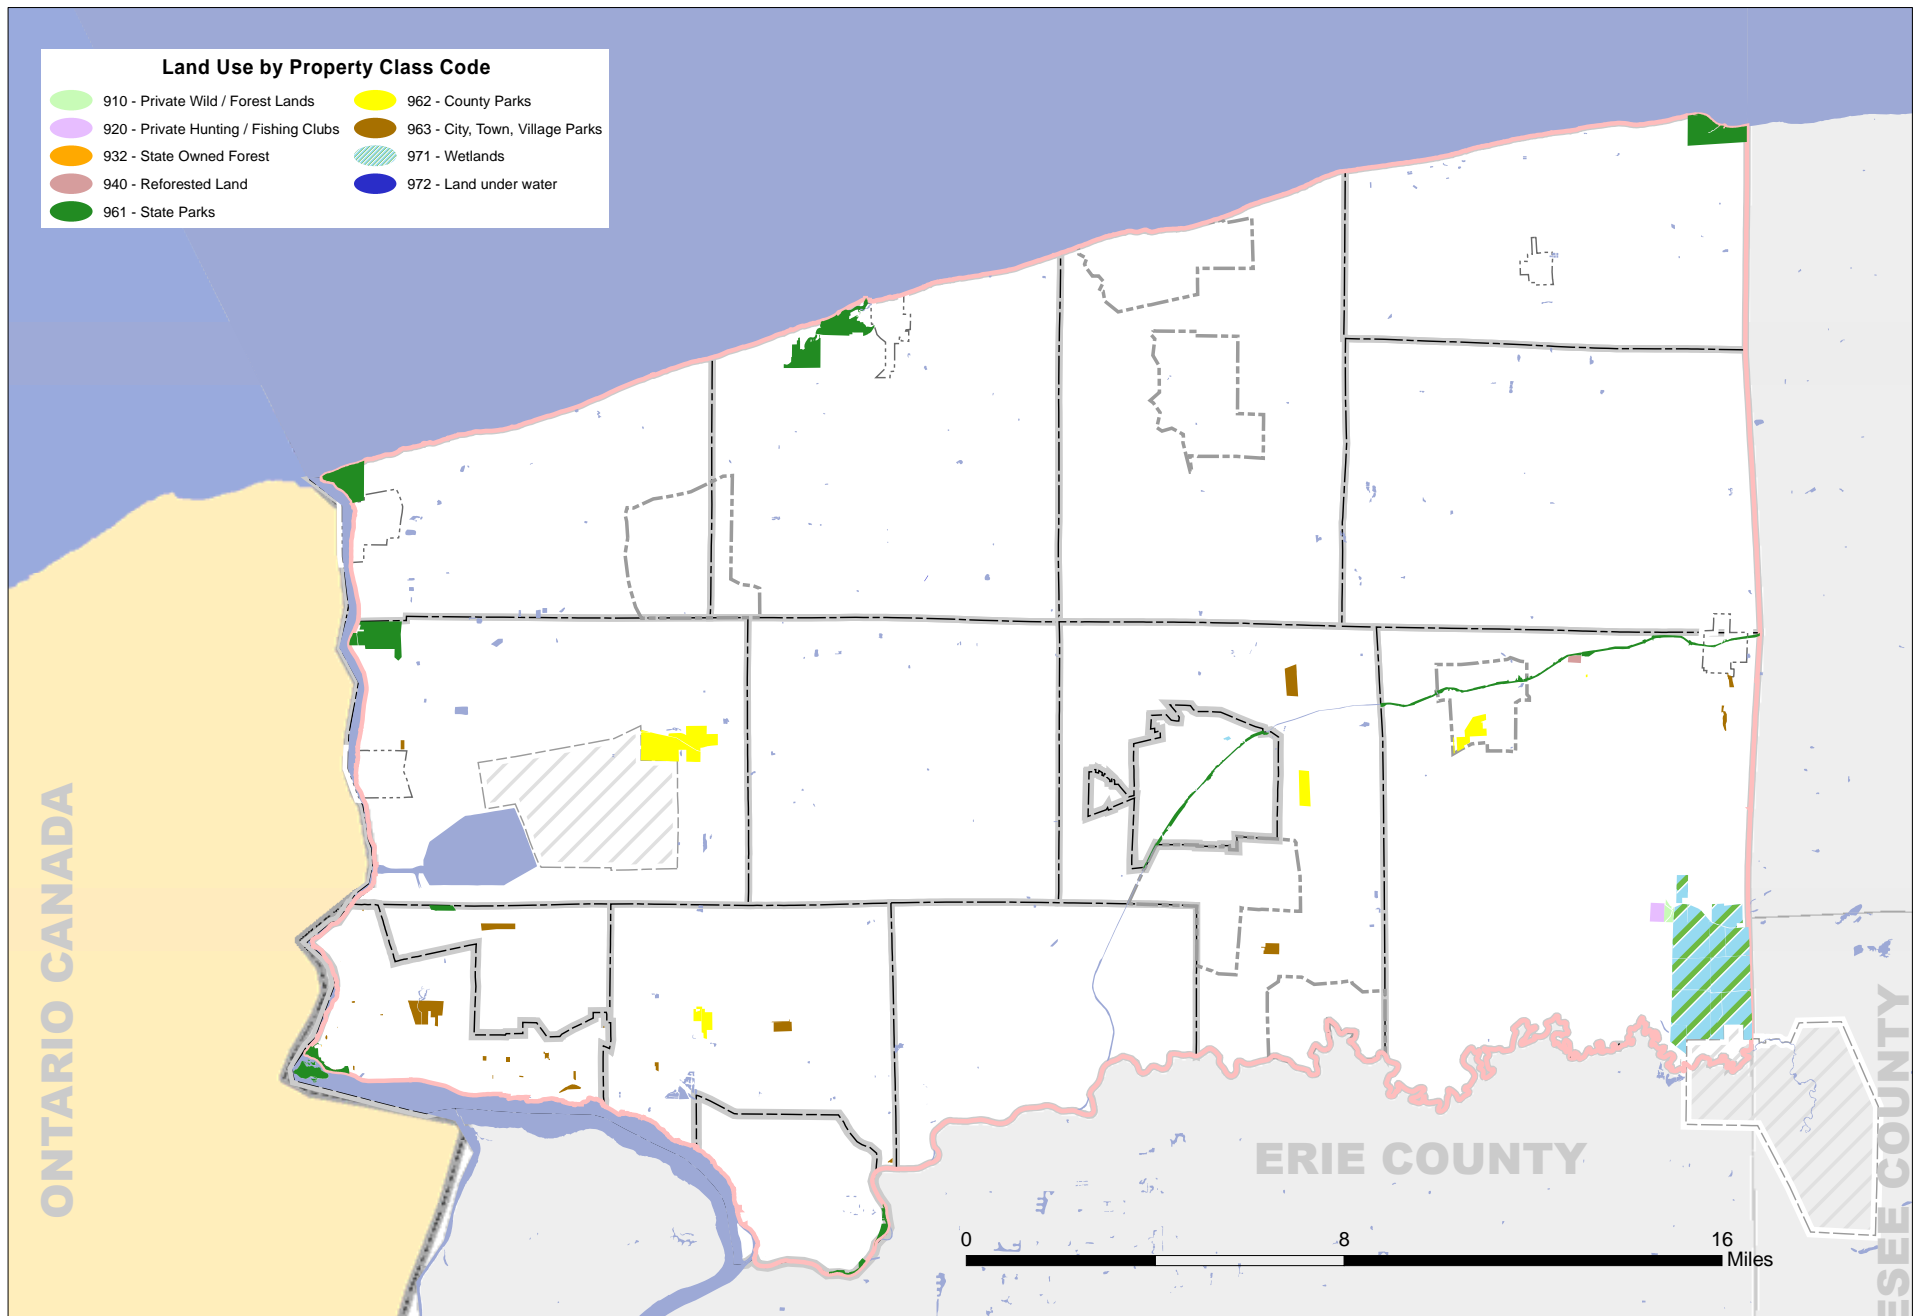 Land Use by Property Class Code
910 - Private Wild / Forest Lands
920 - Private Hunting / Fishing Clubs
932 - State Owned Forest
940 - Reforested Land
961 - State Parks
962 - County Parks
963 - City, Town, Village Parks
971 - Wetlands
972 - Land under water
ONTARIO CANADA
ERIE COUNTY
ESEE COUNTY
0 8 16
Miles